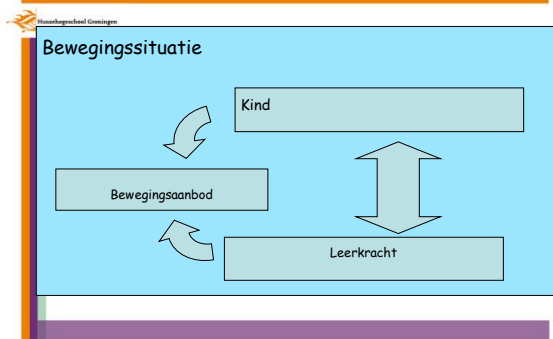 Hanzehogeschool Groningen
Bewegingssituatie
Kind
Bewegingsaanbod
Leerkracht